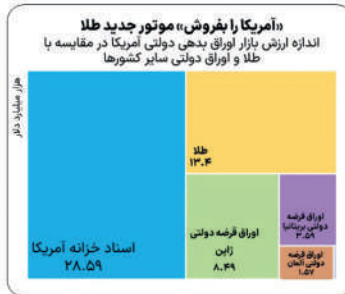 «آمریکا را بفروش» موتور جدید طلا
اندازه ارزش بازار اوراق بدهی دولتی آمریکا در مقایسه با
طلا و اوراق دولتی سایر کشورها
هزار میلیارد دلار
طلا
۱۳.۴
اسناد خزانه آمریکا
۲۸.۵۹
اوراق قرضه دولتی
ژاپن
۸.۴۹
اوراق قرضه
دولتی بریتانیا
۳.۵۹
اوراق قرضه
دولتی آلمان
۱.۵۷